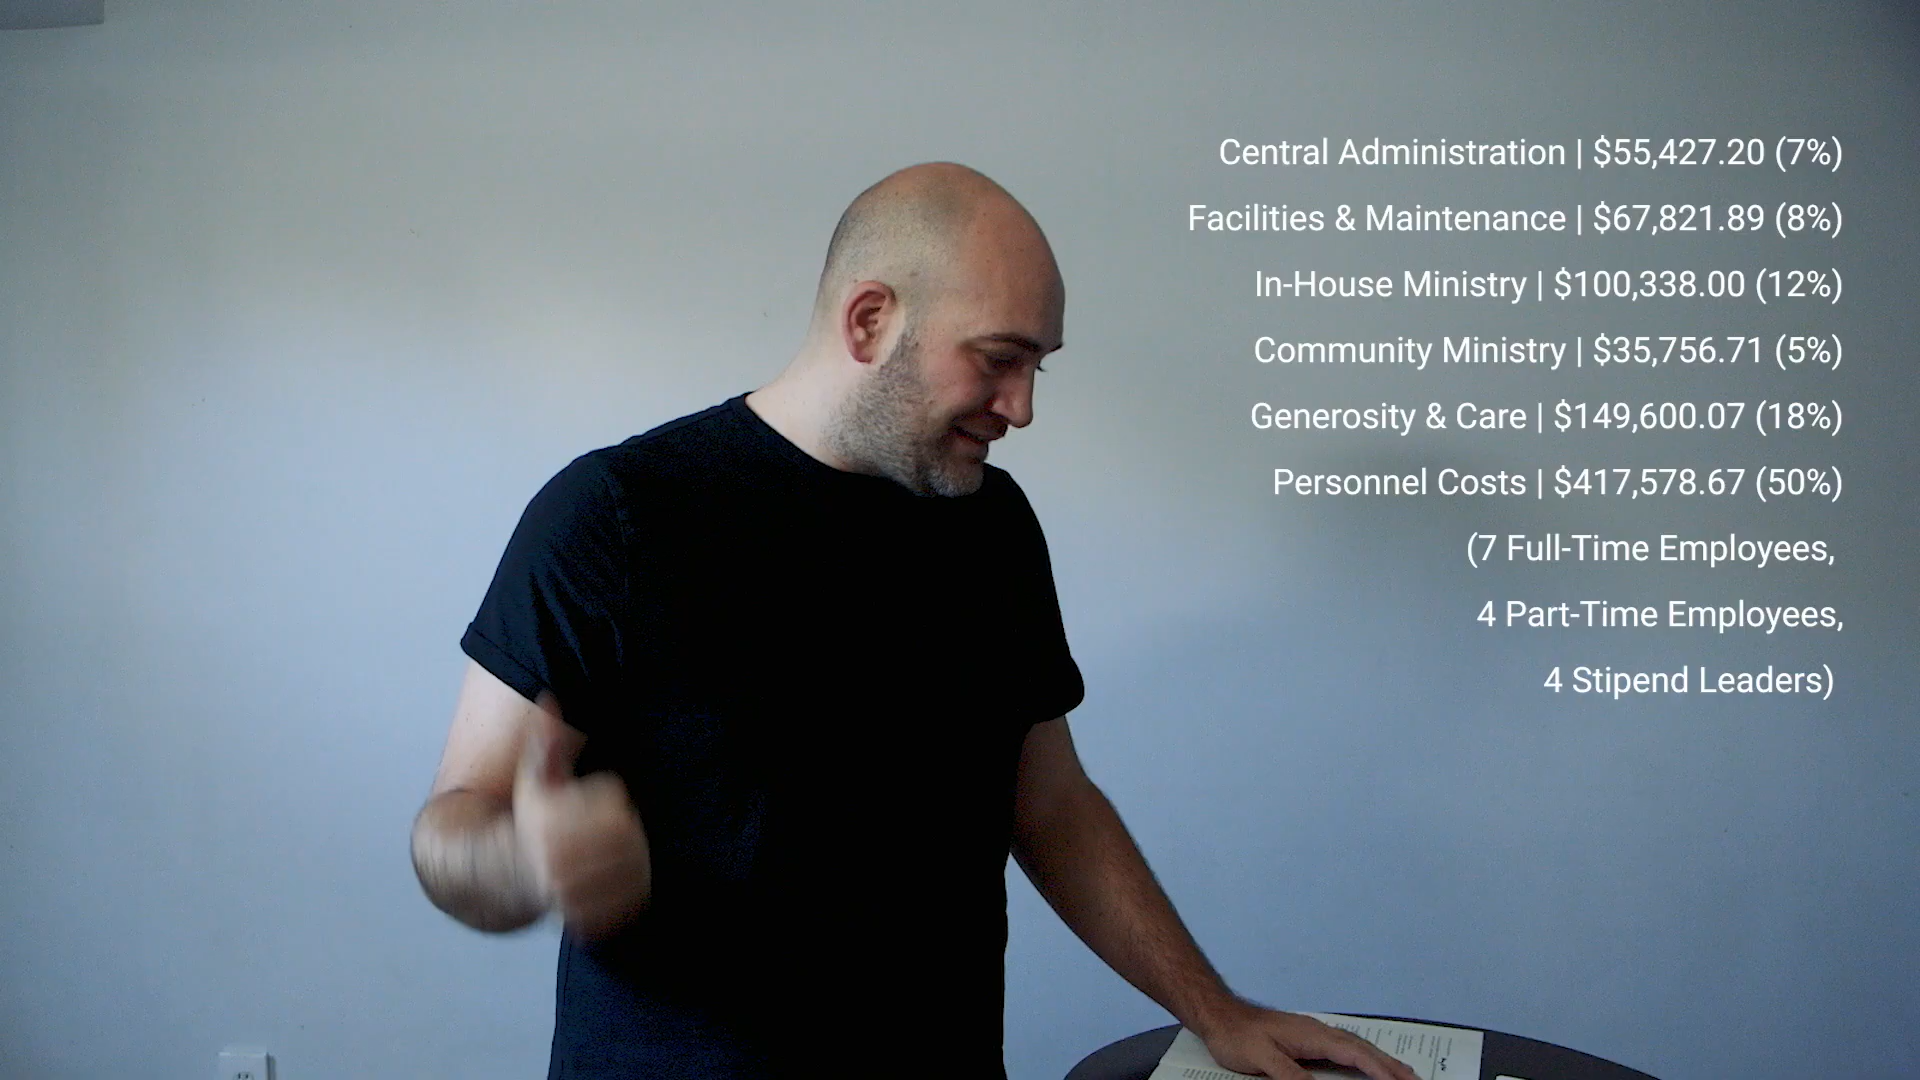 Central Administration | $55,427.20 (7%)
Facilities & Maintenance | $67,821.89 (8%)
In-House Ministry | $100,338.00 (12%)
Community Ministry | $35,756.71 (5%)
Generosity & Care | $149,600.07 (18%)
Personnel Costs | $417,578.67 (50%)
(7 Full-Time Employees,
4 Part-Time Employees,
4 Stipend Leaders)